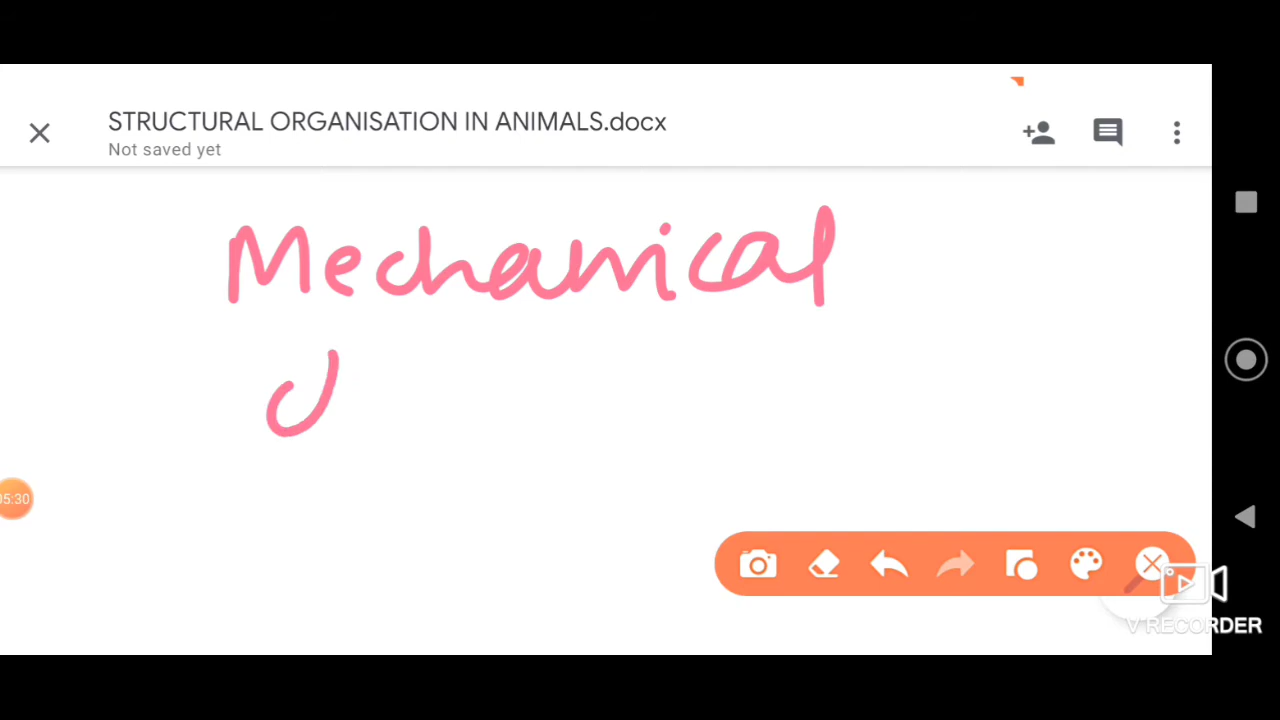 STRUCTURAL ORGANISATION IN ANIMALS.docx
Not saved yet
Mechanical
05:30
V RECORDER